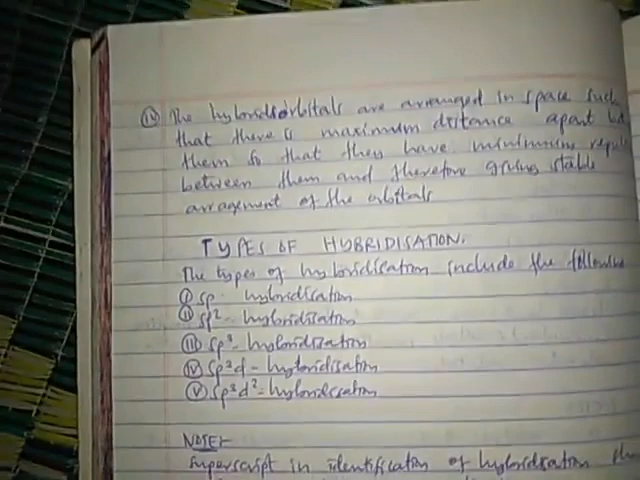 (iv) The hybridsorbitals are arranged in space such
that there is maximum distance apart
them so that they have minimum
between them and therefore giving stable
arragement of the orbitals
TYPES OF HYBRIDISATION.
The types of hybridisation include the following
(i) sp- hybridisation
(ii) sp²- hybridisation
(iii) sp³- hybridisation
(iv) sp³d - hybridisation
(v) sp³d²- hybridisation
NOTE:-
Superscript in identification of hybridisation